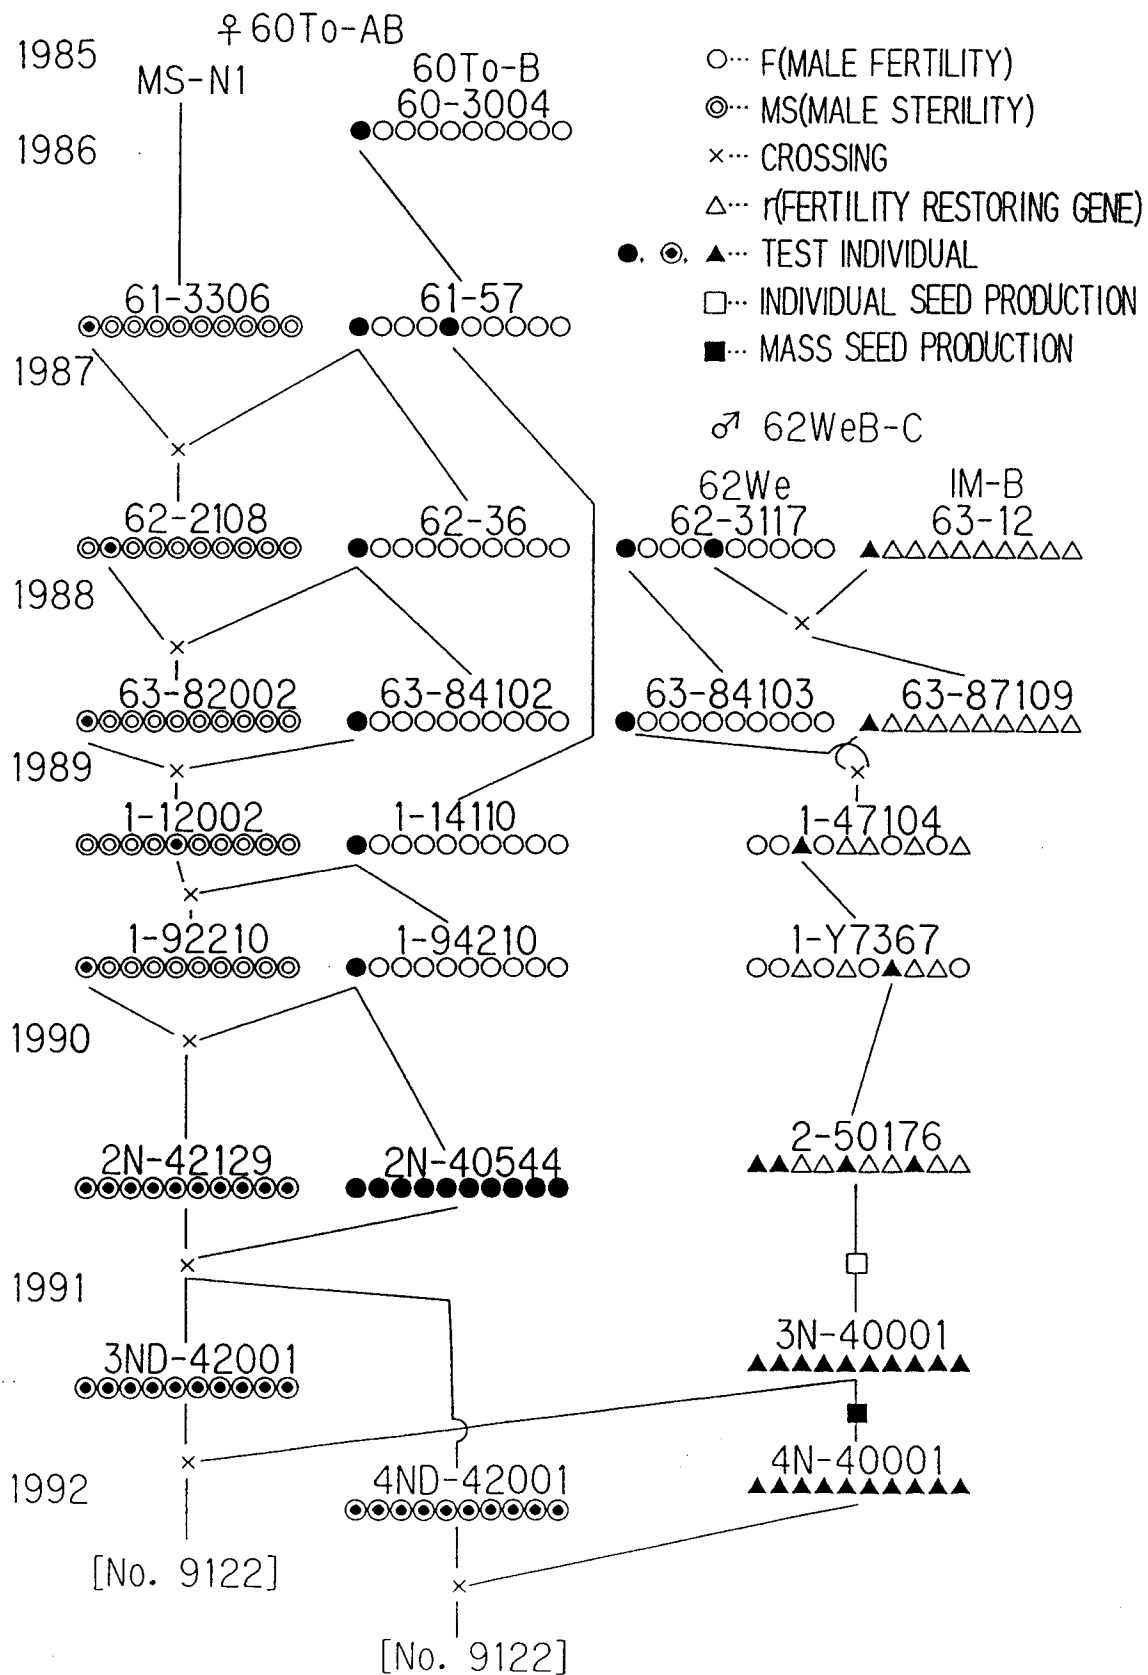 ♀ 60To-AB
1985
MS-N1
60To-B
60-3004
1986
○… F(MALE FERTILITY)
◎… MS(MALE STERILITY)
×… CROSSING
△… r(FERTILITY RESTORING GENE)
●, ◉, ▲… TEST INDIVIDUAL
□… INDIVIDUAL SEED PRODUCTION
■… MASS SEED PRODUCTION
61-3306
61-57
1987
♂ 62WeB-C
62We
IM-B
62-2108
62-36
62-3117
63-12
1988
63-82002
63-84102
63-84103
63-87109
1989
1-12002
1-14110
1-47104
1-92210
1-94210
1-Y7367
1990
2N-42129
2N-40544
2-50176
1991
3ND-42001
3N-40001
1992
4ND-42001
4N-40001
[No. 9122]
[No. 9122]